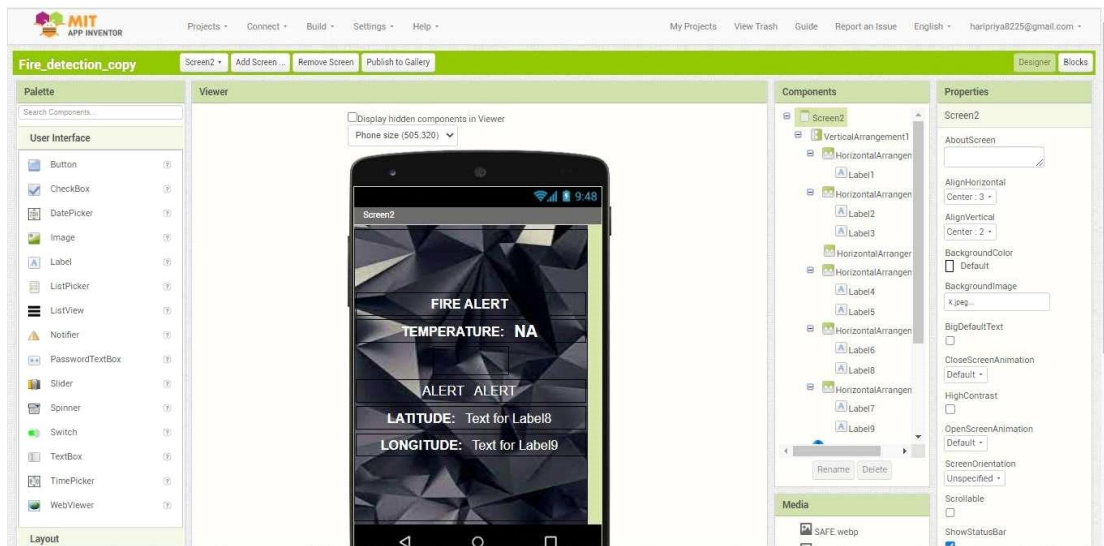 MIT
APP INVENTOR
Projects Connect Build Settings Help
My Projects View Trash Guide Report an Issue English haripriya8225@gmail.com
Fire_detection_copy
Screen2 Add Screen ... Remove Screen Publish to Gallery
Designer Blocks
Palette
Search Components...
User Interface
Button
CheckBox
DatePicker
Image
Label
ListPicker
ListView
Notifier
PasswordTextBox
Slider
Spinner
Switch
TextBox
TimePicker
WebViewer
Layout
Viewer
Display hidden components in Viewer
Phone size (505,320)
9:48
Screen2
FIRE ALERT
TEMPERATURE: NA
ALERT ALERT
LATITUDE: Text for Label8
LONGITUDE: Text for Label9
Components
Screen2
VerticalArrangement1
HorizontalArrangen
Label1
HorizontalArrangen
Label2
Label3
HorizontalArranger
HorizontalArrangen
Label4
Label5
HorizontalArrangen
Label6
Label8
HorizontalArrangen
Label7
Label9
Rename Delete
Media
SAFE.webp
Properties
Screen2
AboutScreen
AlignHorizontal
Center : 3
AlignVertical
Center : 2
BackgroundColor
Default
BackgroundImage
k.jpeg...
BigDefaultText
CloseScreenAnimation
Default
HighContrast
OpenScreenAnimation
Default
ScreenOrientation
Unspecified
Scrollable
ShowStatusBar